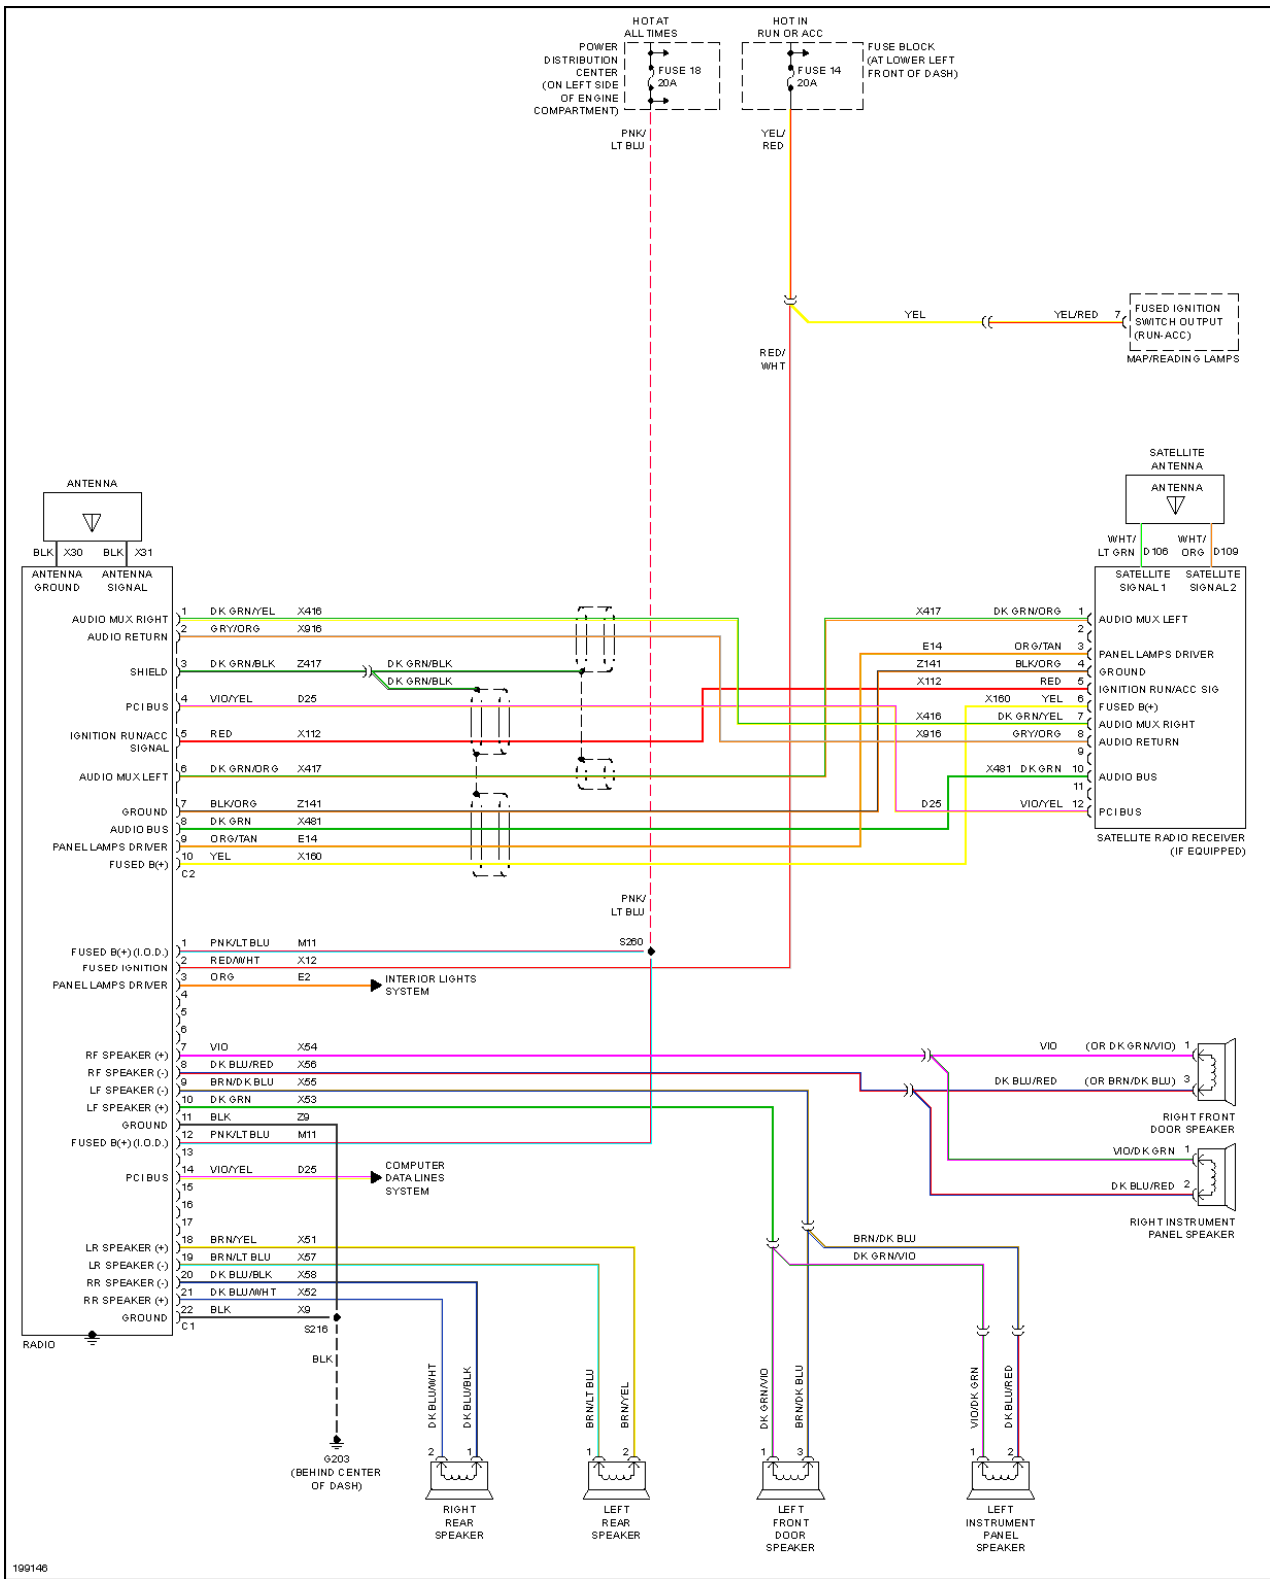 HOT AT
ALL TIMES
HOT IN
RUN OR ACC
POWER
DISTRIBUTION
CENTER
(ON LEFT SIDE
OF ENGINE
COMPARTMENT)
FUSE 18
20A
FUSE 14
20A
FUSE BLOCK
(AT LOWER LEFT
FRONT OF DASH)
PNK/
LT BLU
YEL/
RED
YEL
YEL/RED
7
FUSED IGNITION
SWITCH OUTPUT
(RUN-ACC)
MAP/READING LAMPS
RED/
WHT
ANTENNA
BLK
X30
BLK
X31
ANTENNA
GROUND
ANTENNA
SIGNAL
SATELLITE
ANTENNA
ANTENNA
WHT/
LT GRN
D106
WHT/
ORG
D109
SATELLITE
SIGNAL 1
SATELLITE
SIGNAL 2
AUDIO MUX RIGHT 1 DK GRN/YEL X416
AUDIO RETURN 2 GRY/ORG X916
SHIELD 3 DK GRN/BLK Z417 DK GRN/BLK
DK GRN/BLK
PCI BUS 4 VIO/YEL D25
IGNITION RUN/ACC
SIGNAL
5 RED X112
AUDIO MUX LEFT 6 DK GRN/ORG X417
GROUND 7 BLK/ORG Z141
AUDIO BUS 8 DK GRN X481
PANEL LAMPS DRIVER 9 ORG/TAN E14
FUSED B(+) 10 YEL X160
C2
X417 DK GRN/ORG 1 AUDIO MUX LEFT
2
E14 ORG/TAN 3 PANEL LAMPS DRIVER
Z141 BLK/ORG 4 GROUND
X112 RED 5 IGNITION RUN/ACC SIG
X160 YEL 6 FUSED B(+)
X416 DK GRN/YEL 7 AUDIO MUX RIGHT
X916 GRY/ORG 8 AUDIO RETURN
9
X481 DK GRN 10 AUDIO BUS
11
D25 VIO/YEL 12 PCI BUS
SATELLITE RADIO RECEIVER
(IF EQUIPPED)
PNK/
LT BLU
S260
FUSED B(+) (I.O.D.) 1 PNK/LT BLU M11
FUSED IGNITION 2 RED/WHT X12
PANEL LAMPS DRIVER 3 ORG E2
INTERIOR LIGHTS
SYSTEM
4
5
6
RF SPEAKER (+) 7 VIO X54
RF SPEAKER (-) 8 DK BLU/RED X56
LF SPEAKER (-) 9 BRN/DK BLU X55
LF SPEAKER (+) 10 DK GRN X53
GROUND 11 BLK Z9
FUSED B(+) (I.O.D.) 12 PNK/LT BLU M11
13
PCI BUS 14 VIO/YEL D25
COMPUTER
DATA LINES
SYSTEM
15
16
17
LR SPEAKER (+) 18 BRN/YEL X51
LR SPEAKER (-) 19 BRN/LT BLU X57
RR SPEAKER (-) 20 DK BLU/BLK X58
RR SPEAKER (+) 21 DK BLU/WHT X52
GROUND 22 BLK X9
C1
RADIO
S216
BLK
G203
(BEHIND CENTER
OF DASH)
VIO (OR DK GRN/VIO) 1
DK BLU/RED (OR BRN/DK BLU) 3
RIGHT FRONT
DOOR SPEAKER
VIO/DK GRN 1
DK BLU/RED 2
RIGHT INSTRUMENT
PANEL SPEAKER
BRN/DK BLU
DK GRN/VIO
DK BLU/WHT
DK BLU/BLK
2 1
RIGHT
REAR
SPEAKER
BRN/LT BLU
BRN/YEL
1 2
LEFT
REAR
SPEAKER
DK GRN/VIO
BRN/DK BLU
1 3
LEFT
FRONT
DOOR
SPEAKER
VIO/DK GRN
DK BLU/RED
1 2
LEFT
INSTRUMENT
PANEL
SPEAKER
199146